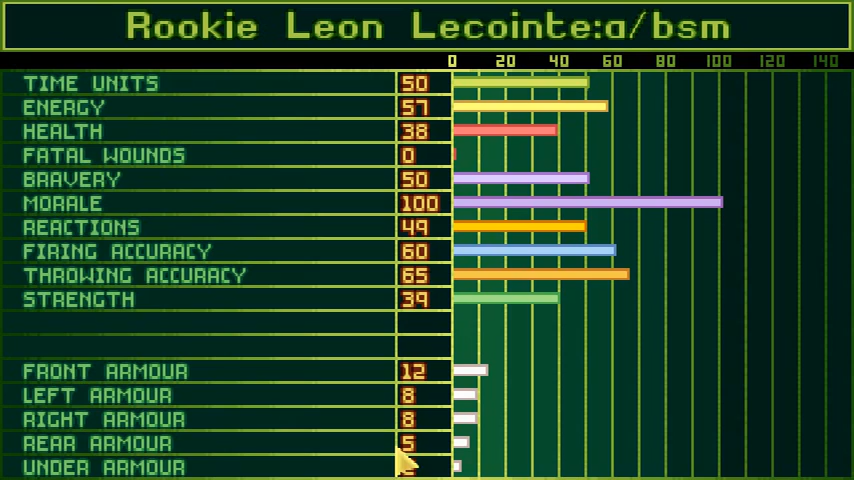 Rookie Leon Lecointe:a/bsm
0 20 40 60 80 100 120 140
TIME UNITS 50
ENERGY 57
HEALTH 38
FATAL WOUNDS 0
BRAVERY 50
MORALE 100
REACTIONS 49
FIRING ACCURACY 60
THROWING ACCURACY 65
STRENGTH 39
FRONT ARMOUR 12
LEFT ARMOUR 8
RIGHT ARMOUR 8
REAR ARMOUR 5
UNDER ARMOUR